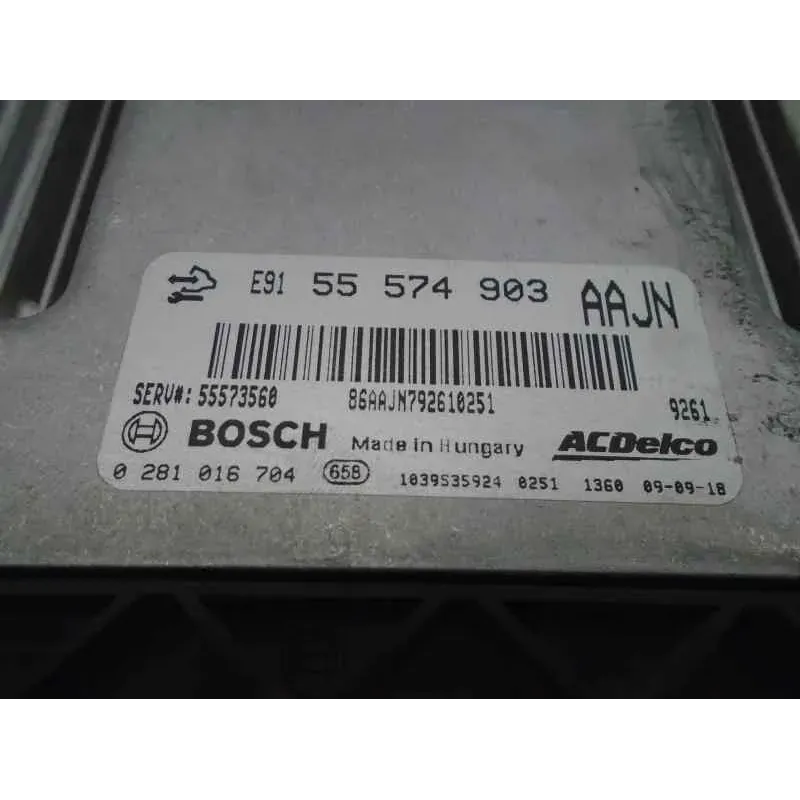 E91 55 574 903 AAJN
SERV#: 55573560 86AAJN792610251 9261
BOSCH Made in Hungary ACDelco
0 281 016 704 658 1039S35924 0251 1360 09-09-18